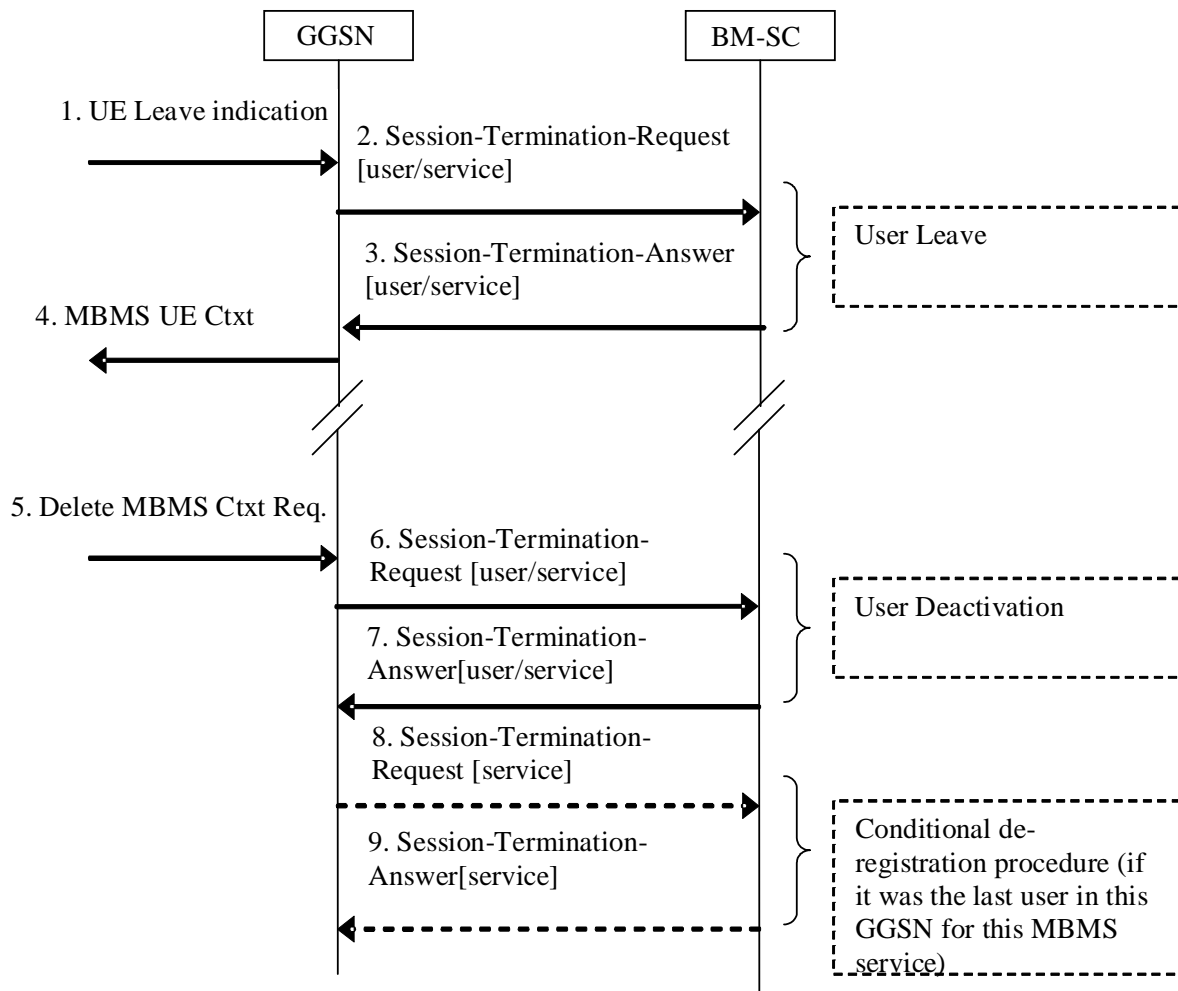 GGSN
BM-SC
1. UE Leave indication
2. Session-Termination-Request
[user/service]
User Leave
3. Session-Termination-Answer
[user/service]
4. MBMS UE Ctxt
5. Delete MBMS Ctxt Req.
6. Session-Termination-
Request [user/service]
User Deactivation
7. Session-Termination-
Answer[user/service]
8. Session-Termination-
Request [service]
9. Session-Termination-
Answer[service]
Conditional de-
registration procedure (if
it was the last user in this
GGSN for this MBMS
service)